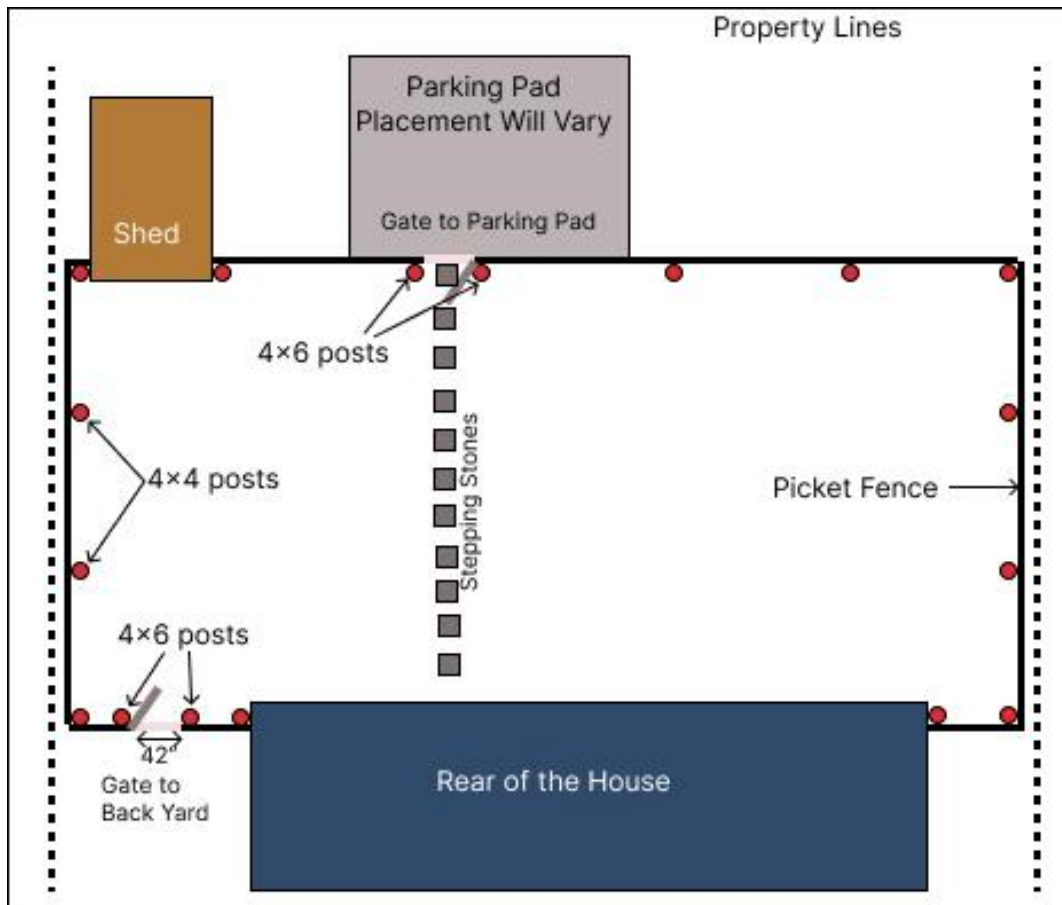 Property Lines
Parking Pad
Placement Will Vary
Shed
Gate to Parking Pad
4×6 posts
4×4 posts
Stepping Stones
Picket Fence
4×6 posts
42"
Gate to
Back Yard
Rear of the House